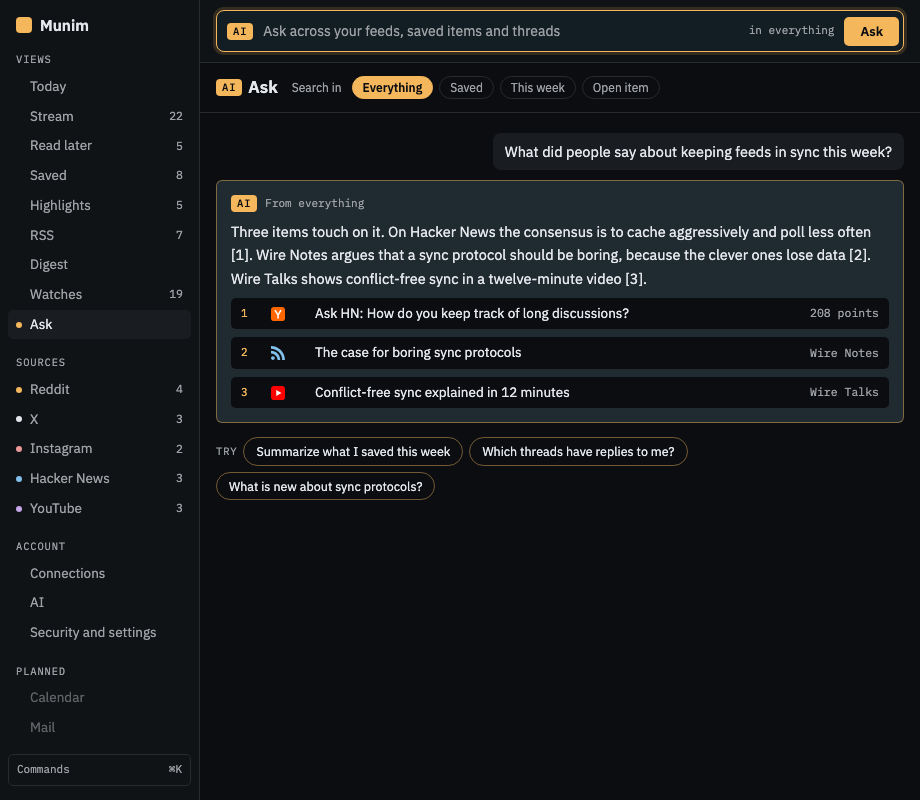 Munim
VIEWS
Today
Stream 22
Read later 5
Saved 8
Highlights 5
RSS 7
Digest
Watches 19
Ask
SOURCES
Reddit 4
X 3
Instagram 2
Hacker News 3
YouTube 3
ACCOUNT
Connections
AI
Security and settings
PLANNED
Calendar
Mail
Commands ⌘K
AI Ask across your feeds, saved items and threads in everything Ask
AI Ask Search in Everything Saved This week Open item
What did people say about keeping feeds in sync this week?
AI From everything
Three items touch on it. On Hacker News the consensus is to cache aggressively and poll less often
[1]. Wire Notes argues that a sync protocol should be boring, because the clever ones lose data [2].
Wire Talks shows conflict-free sync in a twelve-minute video [3].
1 Y Ask HN: How do you keep track of long discussions? 208 points
2 The case for boring sync protocols Wire Notes
3 Conflict-free sync explained in 12 minutes Wire Talks
TRY Summarize what I saved this week Which threads have replies to me?
What is new about sync protocols?